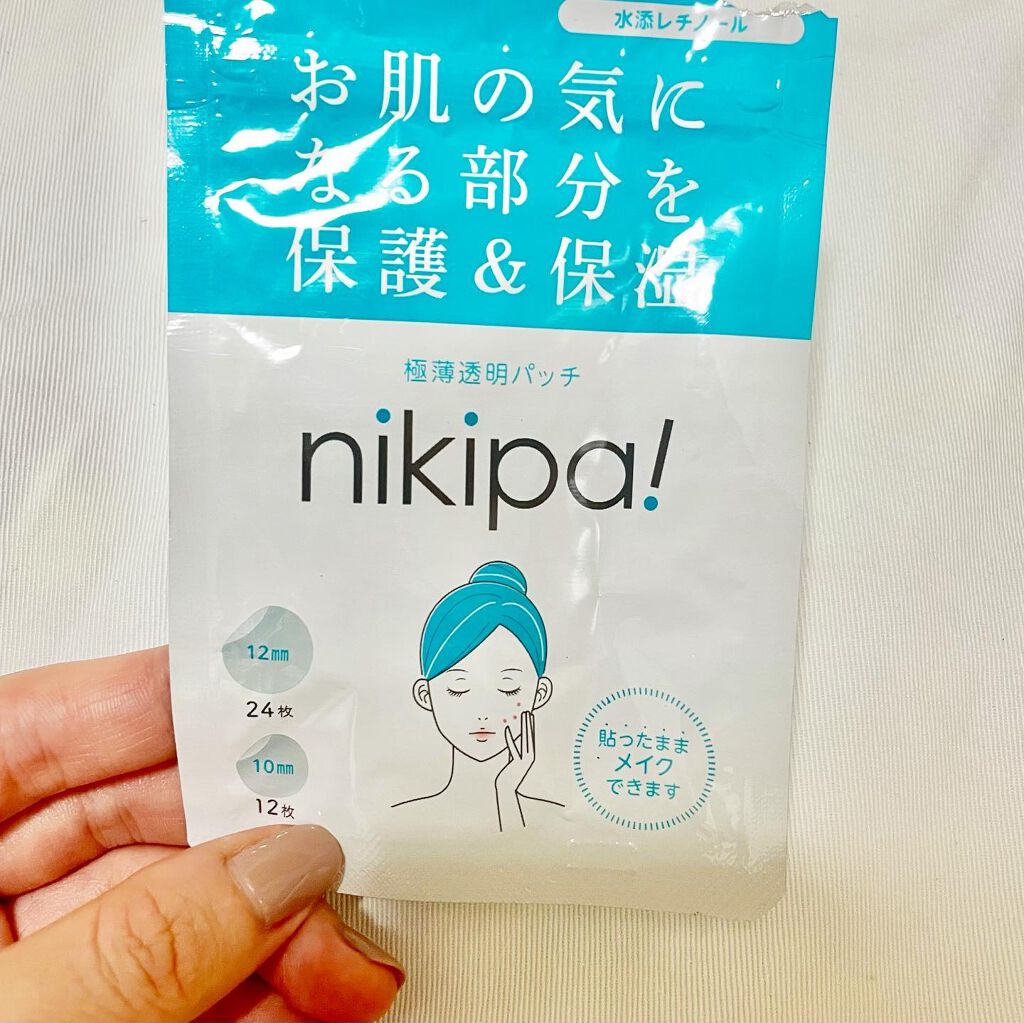 水添レチノール
お肌の気に
なる部分を
保護&保湿
極薄透明パッチ
nikipa!
12mm
24枚
10mm
12枚
貼ったまま
メイク
できます